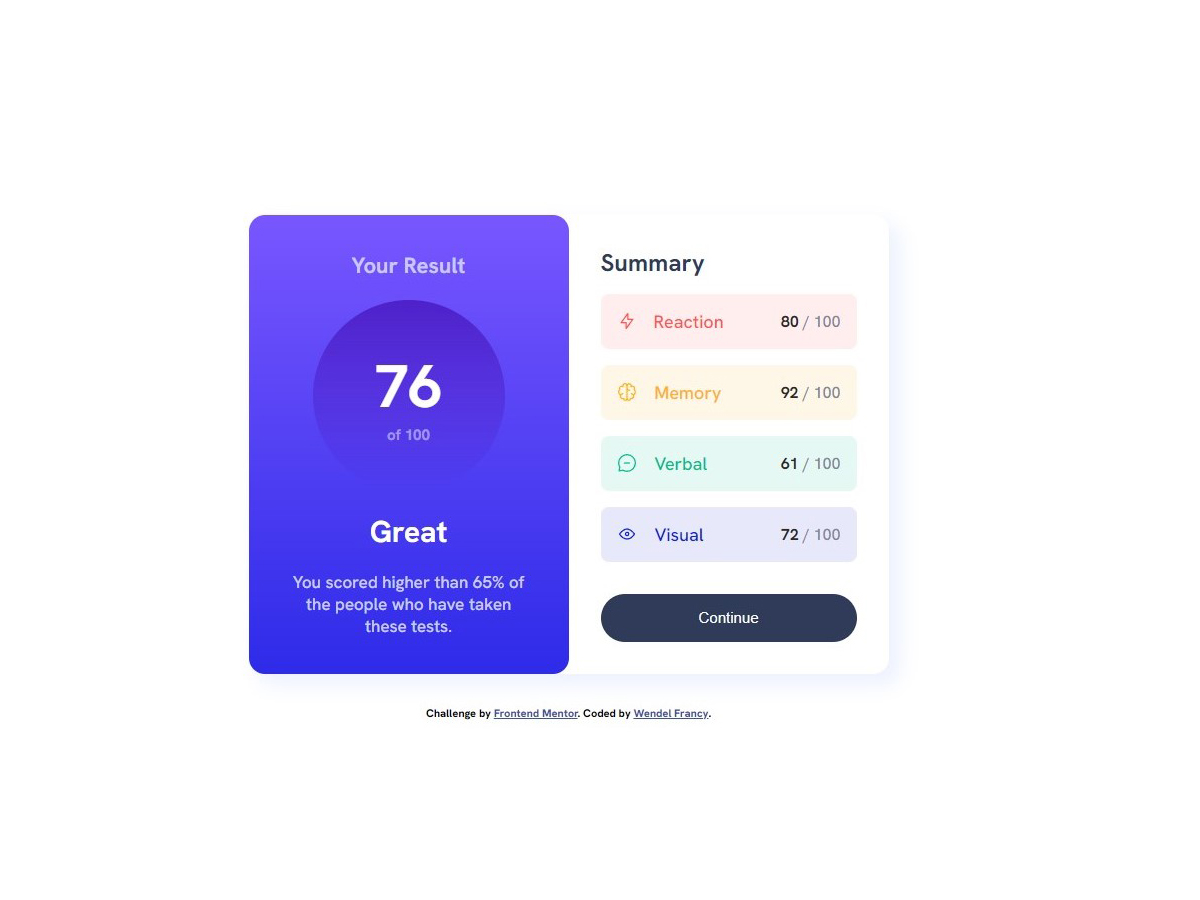 Your Result
76
of 100
Great
You scored higher than 65% of
the people who have taken
these tests.
Summary
Reaction 80 / 100
Memory 92 / 100
Verbal 61 / 100
Visual 72 / 100
Continue
Challenge by Frontend Mentor. Coded by Wendel Francy.